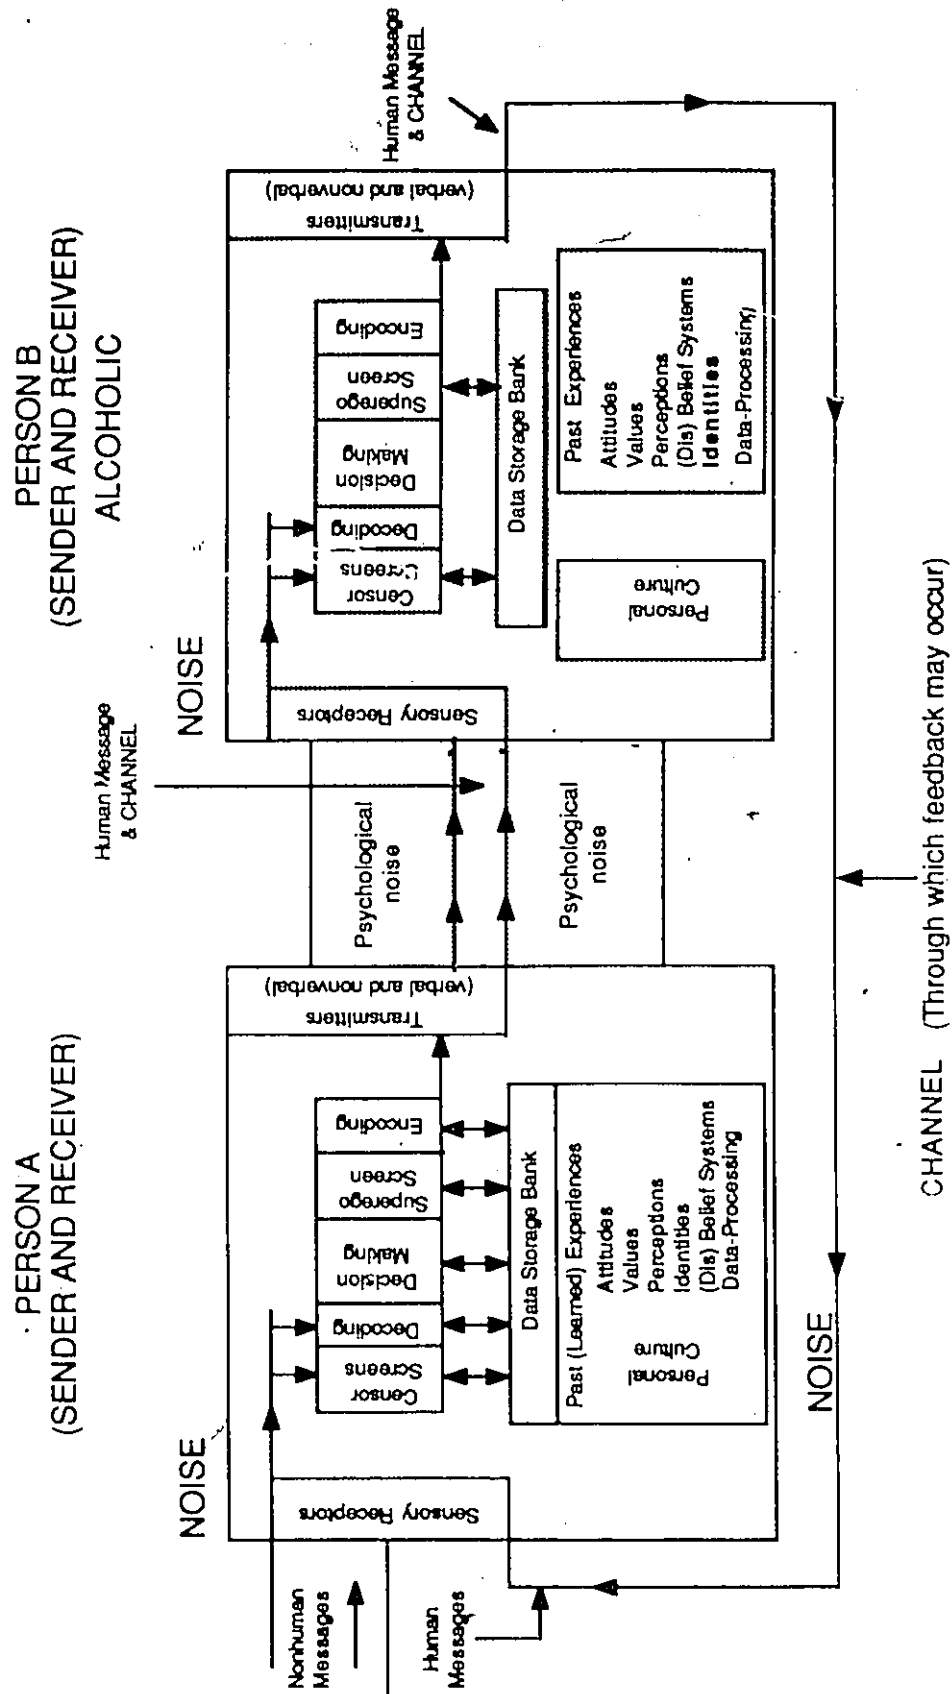 PERSON A
(SENDER AND RECEIVER)
NOISE
Nonhuman
Messages
Human
Messages
Sensory Receptors
Censor
Screens
Decoding
Decision
Making
Superego
Screen
Encoding
Transmitters
(verbal and nonverbal)
Data Storage Bank
Past (Learned) Experiences
Attitudes
Values
Perceptions
Identities
(Dis) Belief Systems
Data-Processing
Personal
Culture
Psychological
noise
Psychological
noise
Human Message
& CHANNEL
PERSON B
(SENDER AND RECEIVER)
ALCOHOLIC
NOISE
Sensory Receptors
Censor
Screens
Decoding
Decision
Making
Superego
Screen
Encoding
Transmitters
(verbal and nonverbal)
Data Storage Bank
Personal
Culture
Past Experiences
Attitudes
Values
Perceptions
(Dis) Belief Systems
Identities
Data-Processing
Human Message
& CHANNEL
NOISE
CHANNEL (Through which feedback may occur)